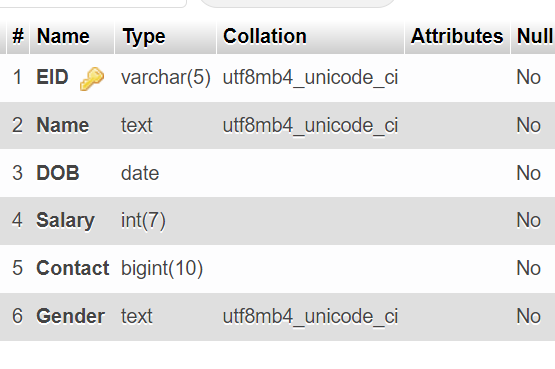 # Name Type Collation Attributes Null
1 EID varchar(5) utf8mb4_unicode_ci No
2 Name text utf8mb4_unicode_ci No
3 DOB date No
4 Salary int(7) No
5 Contact bigint(10) No
6 Gender text utf8mb4_unicode_ci No